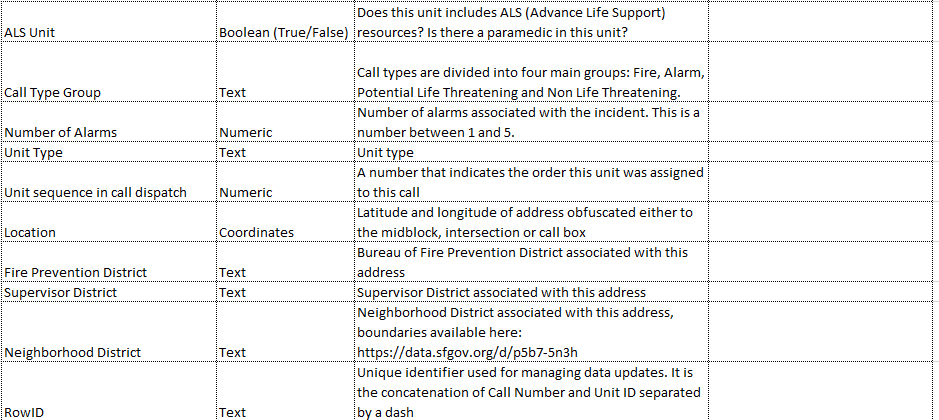 Does this unit includes ALS (Advance Life Support)
ALS Unit Boolean (True/False) resources? Is there a paramedic in this unit?
Call types are divided into four main groups: Fire, Alarm,
Call Type Group Text Potential Life Threatening and Non Life Threatening.
Number of alarms associated with the incident. This is a
Number of Alarms Numeric number between 1 and 5.
Unit Type Text Unit type
A number that indicates the order this unit was assigned
Unit sequence in call dispatch Numeric to this call
Latitude and longitude of address obfuscated either to
Location Coordinates the midblock, intersection or call box
Bureau of Fire Prevention District associated with this
Fire Prevention District Text address
Supervisor District Text Supervisor District associated with this address
Neighborhood District associated with this address,
boundaries available here:
Neighborhood District Text https://data.sfgov.org/d/p5b7-5n3h
Unique identifier used for managing data updates. It is
the concatenation of Call Number and Unit ID separated
RowID Text by a dash